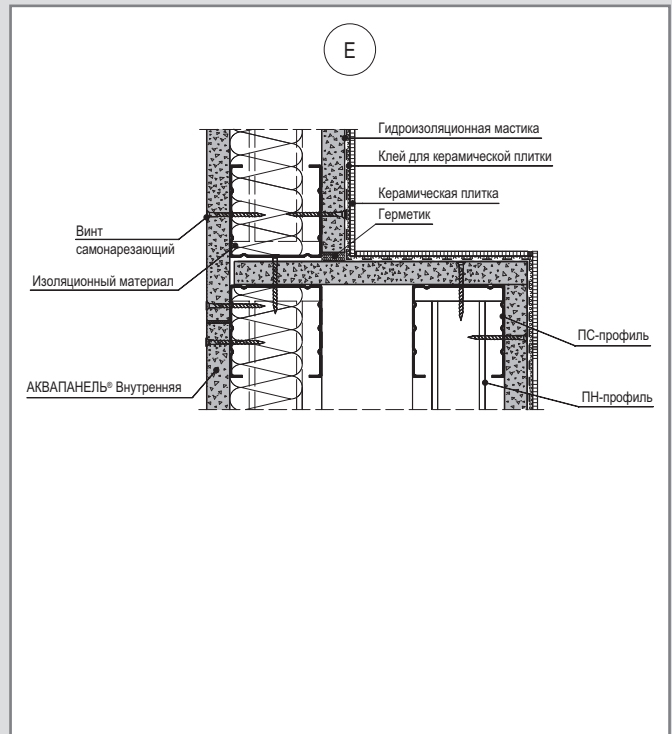 Е
Гидроизоляционная мастика
Клей для керамической плитки
Керамическая плитка
Герметик
Винт
самонарезающий
Изоляционный материал
ПС-профиль
АКВАПАНЕЛЬ® Внутренняя
ПН-профиль